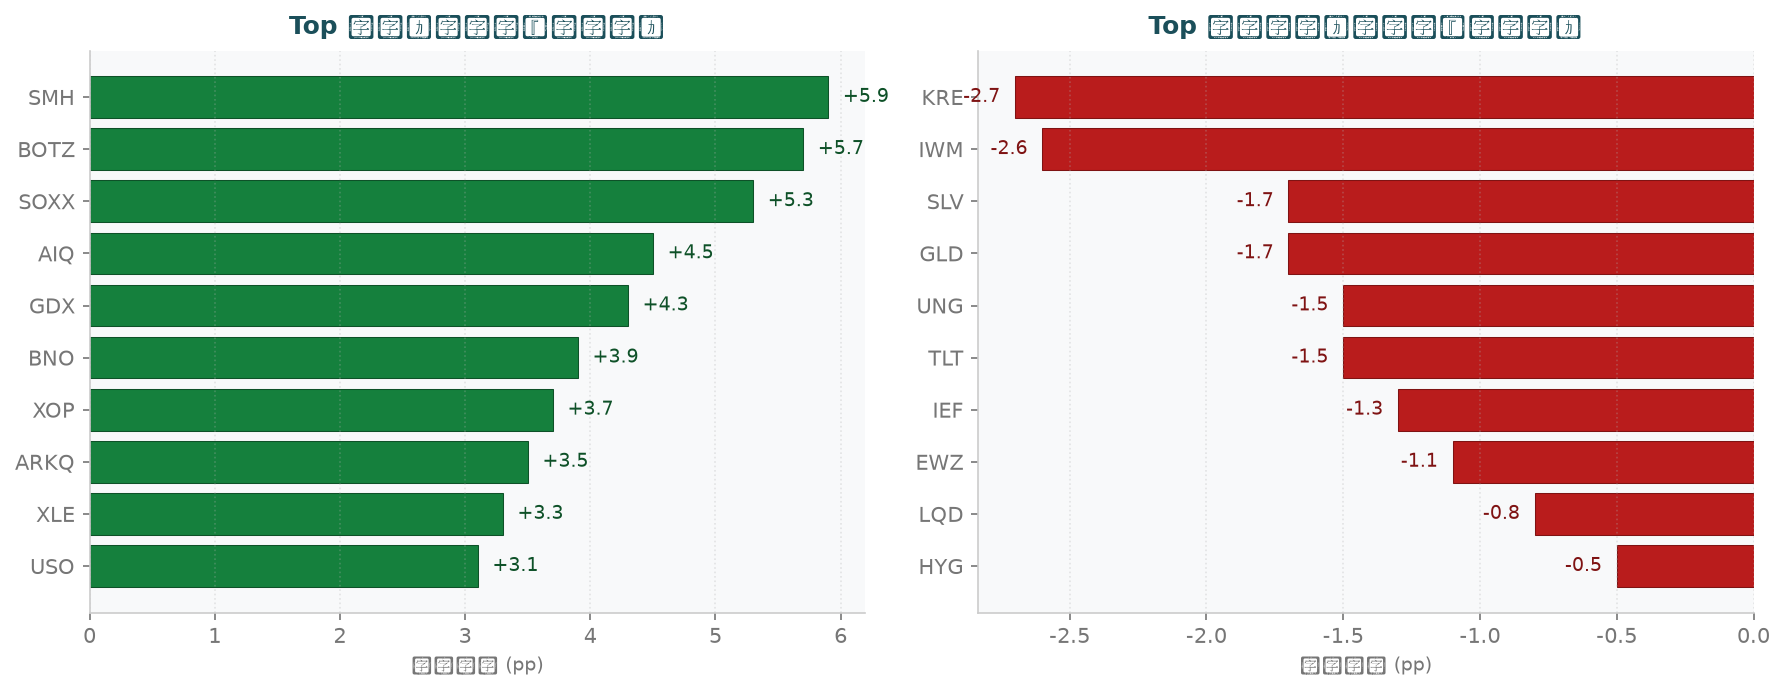 Top
SMH
+5.9
BOTZ
+5.7
SOXX
+5.3
AIQ
+4.5
GDX
+4.3
BNO
+3.9
XOP
+3.7
ARKQ
+3.5
XLE
+3.3
USO
+3.1
0 1 2 3 4 5 6
(pp)
Top
KRE
-2.7
IWM
-2.6
SLV
-1.7
GLD
-1.7
UNG
-1.5
TLT
-1.5
IEF
-1.3
EWZ
-1.1
LQD
-0.8
HYG
-0.5
-2.5 -2.0 -1.5 -1.0 -0.5 0.0
(pp)